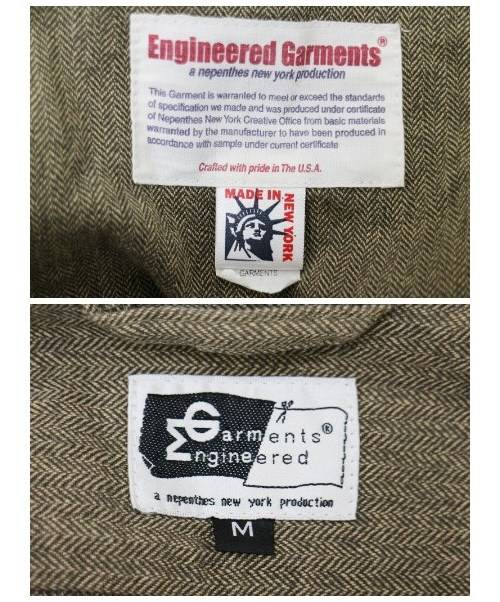 Engineered Garments®
a nepenthes new york production
This Garment is warranted to meet or exceed the standards
of specification we made and was produced under certificate
of Nepenthes New York Creative Office from basic materials
warranted by the manufacturer to have been produced in
accordance with sample under current certificate
Crafted with pride in The U.S.A.
MADE IN
NEW YORK
GARMENTS
Garments®
Engineered
a nepenthes new york production
M